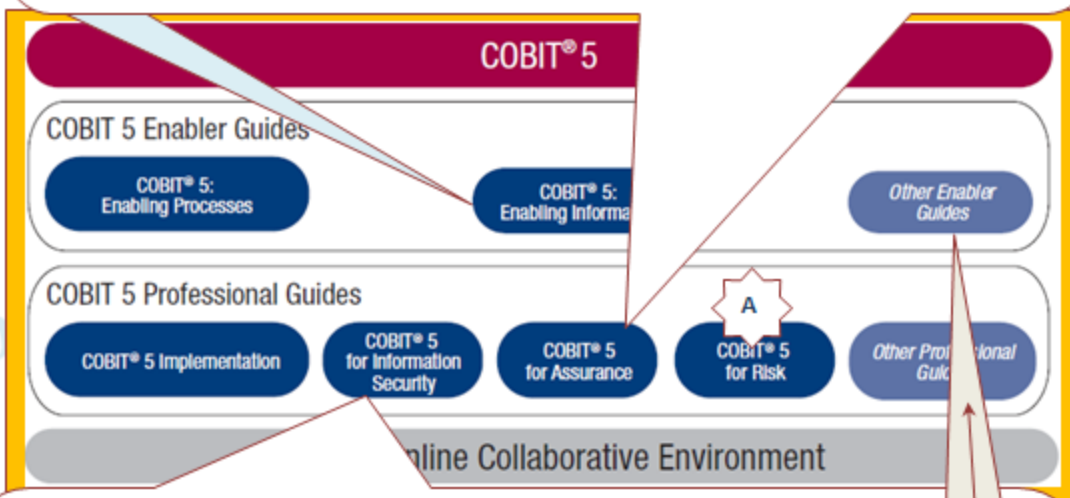 COBIT® 5
COBIT 5 Enabler Guides
COBIT® 5:
Enabling Processes
COBIT® 5:
Enabling
Other Enabler
Guides
COBIT 5 Professional Guides
A
COBIT® 5 Implementation
COBIT® 5
for Information
Security
COBIT® 5
for Assurance
COBIT® 5
for Risk
Other
Collaborative Environment